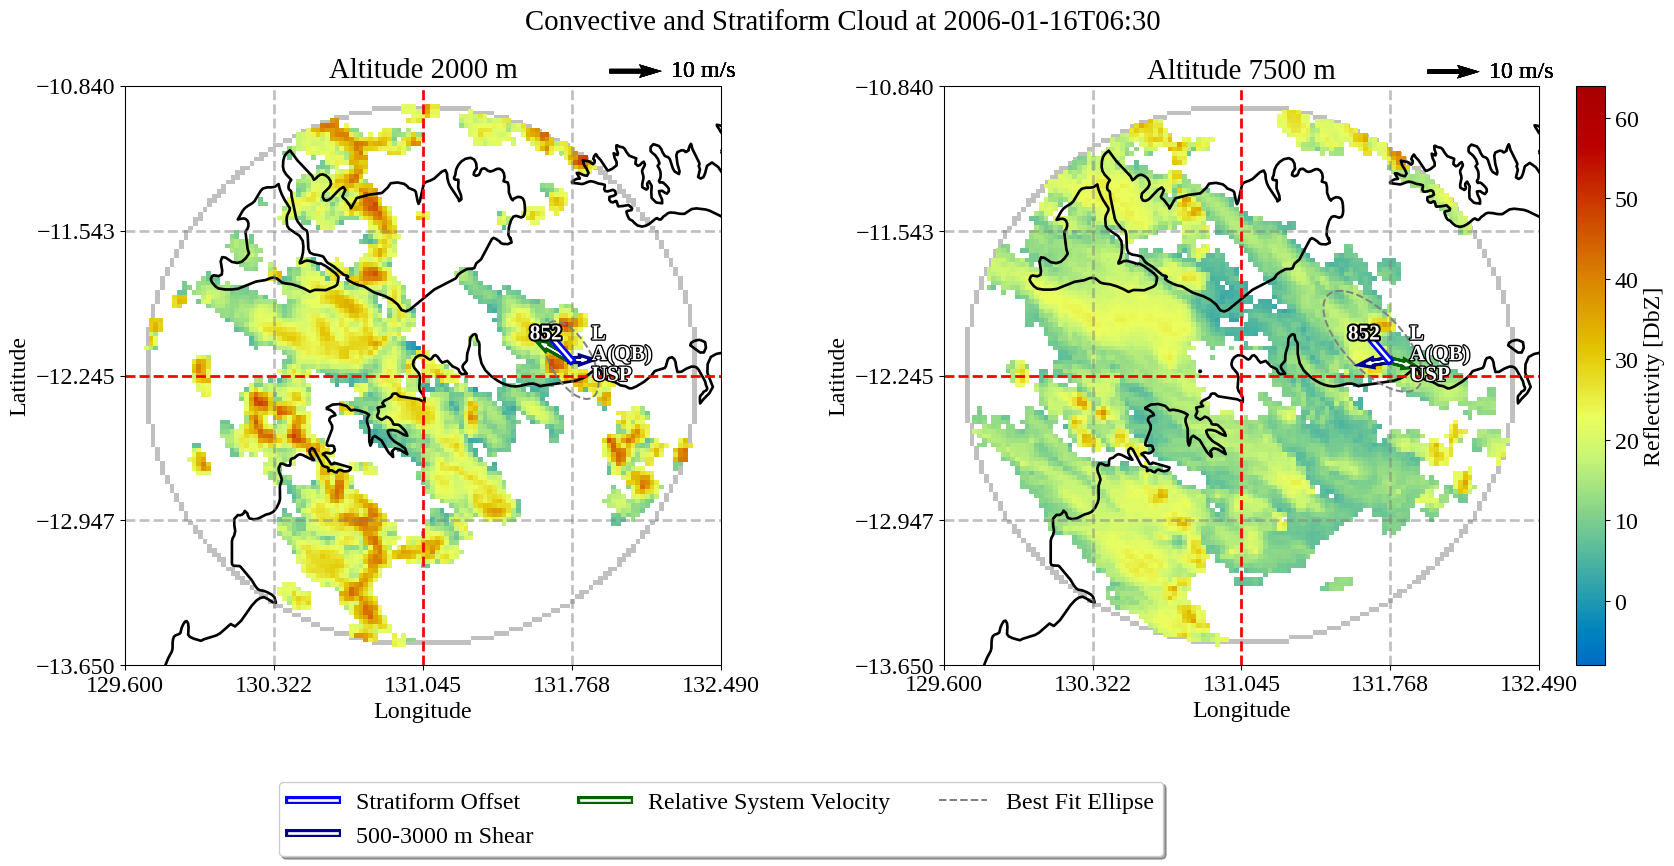 Convective and Stratiform Cloud at 2006-01-16T06:30
Altitude 2000 m
10 m/s
Altitude 7500 m
10 m/s
−10.840
−11.543
−12.245
−12.947
−13.650
Latitude
129.600
130.322
131.045
131.768
132.490
Longitude
852
L
A(QB)
USP
−10.840
−11.543
−12.245
−12.947
−13.650
Latitude
129.600
130.322
131.045
131.768
132.490
Longitude
852
L
A(QB)
USP
60
50
40
30
20
10
0
Reflectivity [DbZ]
Stratiform Offset
Relative System Velocity
Best Fit Ellipse
500-3000 m Shear